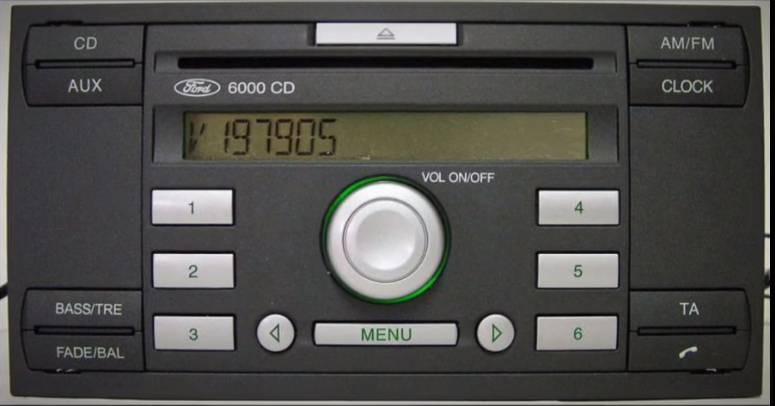 CD
AUX
Ford 6000 CD
AM/FM
CLOCK
V197905
VOL ON/OFF
1
2
3
4
5
6
MENU
BASS/TRE
FADE/BAL
TA